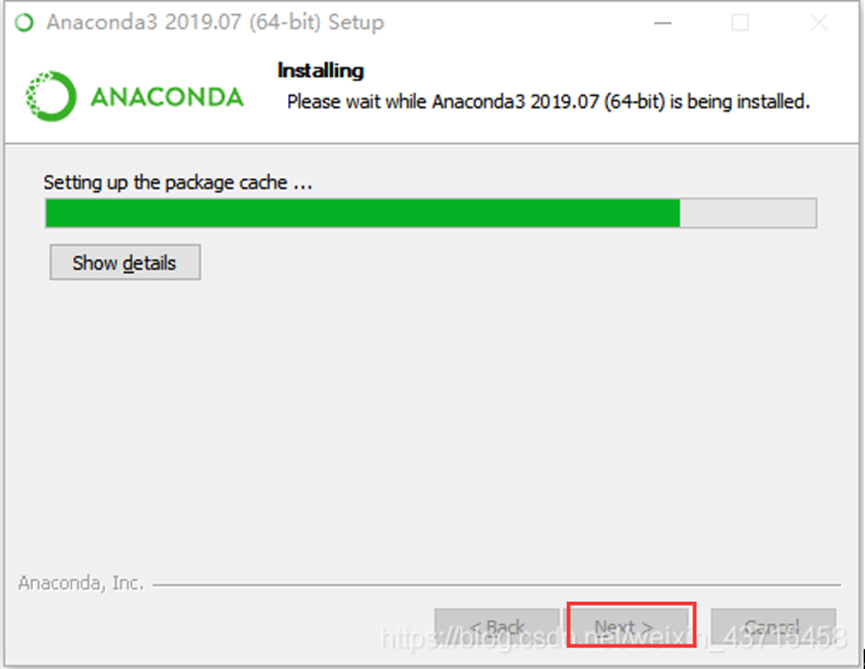 Anaconda3 2019.07 (64-bit) Setup
ANACONDA
Installing
Please wait while Anaconda3 2019.07 (64-bit) is being installed.
Setting up the package cache ...
Show details
Anaconda, Inc.
< Back Next > Cancel
https://blog.csdn.net/weixin_43715458